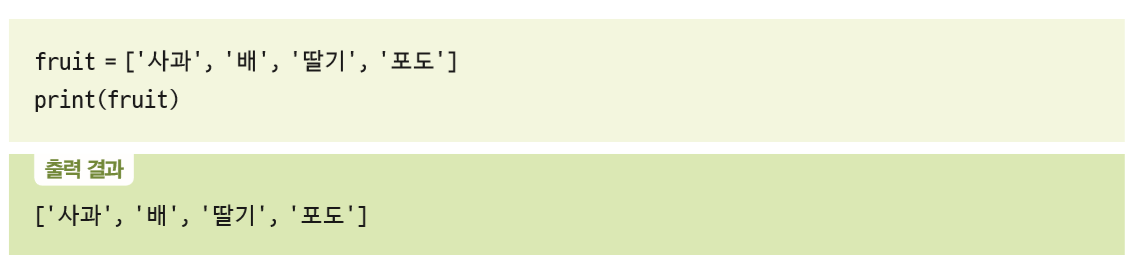 fruit = ['사과', '배', '딸기', '포도']
print(fruit)
출력 결과
['사과', '배', '딸기', '포도']